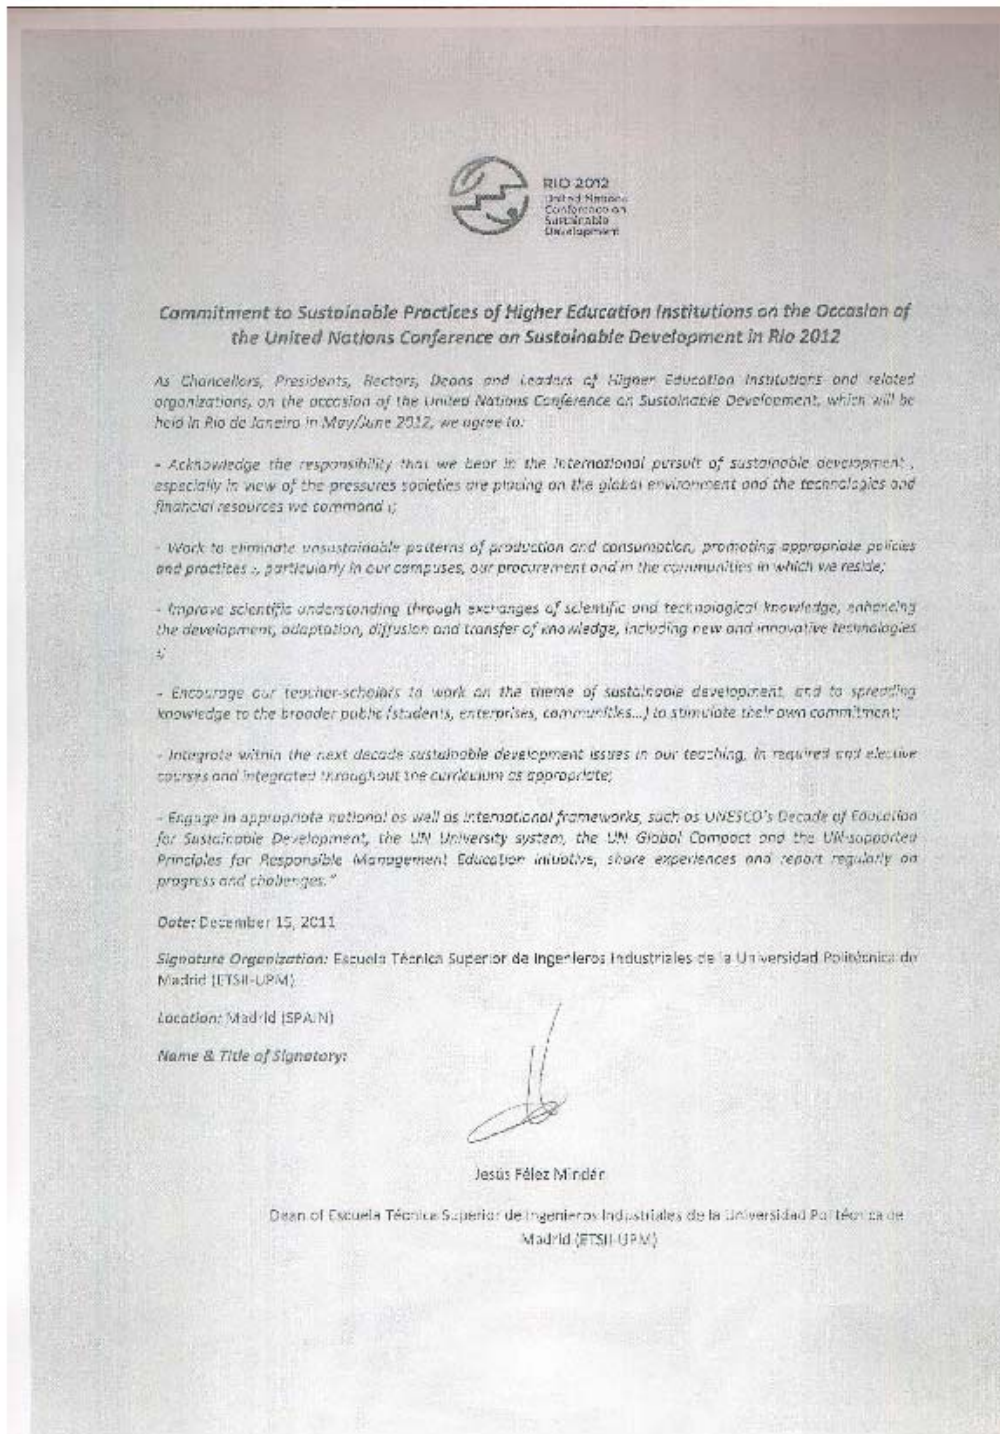 RIO 2012
United Nations
Conference on
Sustainable
Development
Commitment to Sustainable Practices of Higher Education Institutions on the Occasion of
the United Nations Conference on Sustainable Development in Rio 2012
As Chancellors, Presidents, Rectors, Deans and Leaders of Higher Education Institutions and related
organizations, on the occasion of the United Nations Conference on Sustainable Development, which will be
held in Rio de Janeiro in May/June 2012, we agree to:
- Acknowledge the responsibility that we bear in the international pursuit of sustainable development ,
especially in view of the pressures societies are placing on the global environment and the technologies and
financial resources we command ;
- Work to eliminate unsustainable patterns of production and consumption, promoting appropriate policies
and practices , particularly in our campuses, our procurement and in the communities in which we reside;
- Improve scientific understanding through exchanges of scientific and technological knowledge, enhancing
the development, adaptation, diffusion and transfer of knowledge, including new and innovative technologies
;
- Encourage our teacher-scholars to work on the theme of sustainable development, and to spreading
knowledge to the broader public (students, enterprises, communities...) to stimulate their own commitment;
- Integrate within the next decade sustainable development issues in our teaching, in required and elective
courses and integrated throughout the curriculum as appropriate;
- Engage in appropriate national as well as international frameworks, such as UNESCO's Decade of Education
for Sustainable Development, the UN University system, the UN Global Compact and the UN-supported
Principles for Responsible Management Education initiative, share experiences and report regularly on
progress and challenges."
Date: December 15, 2011
Signature Organization: Escuela Técnica Superior de Ingenieros Industriales de la Universidad Politécnica de
Madrid (ETSII-UPM)
Location: Madrid (SPAIN)
Name & Title of Signatory:
Jesús Félez Mindán
Dean of Escuela Técnica Superior de Ingenieros Industriales de la Universidad Politécnica de
Madrid (ETSII-UPM)